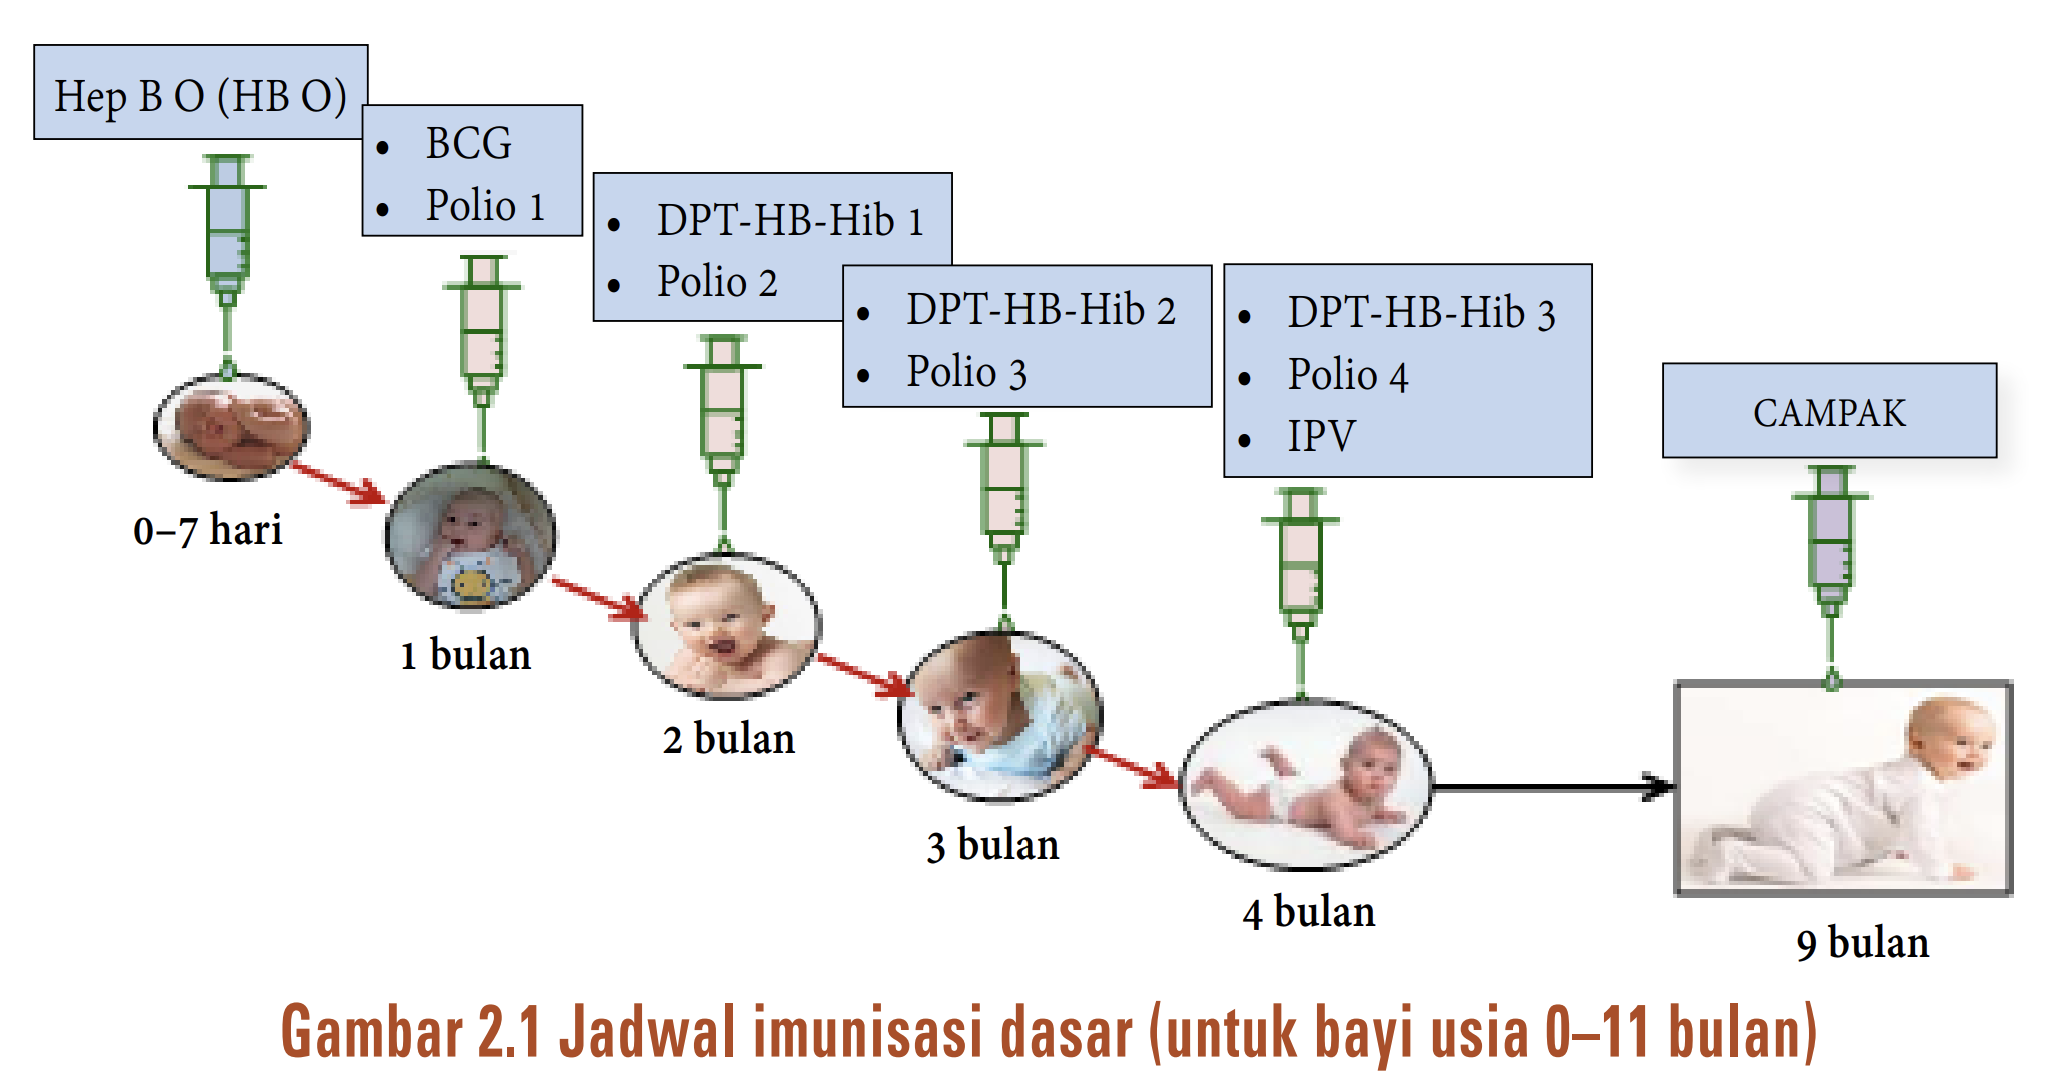 Hep B O (HB O)
• BCG
• Polio 1
• DPT-HB-Hib 1
• Polio 2
• DPT-HB-Hib 2
• Polio 3
• DPT-HB-Hib 3
• Polio 4
• IPV
CAMPAK
0–7 hari
1 bulan
2 bulan
3 bulan
4 bulan
9 bulan
Gambar 2.1 Jadwal imunisasi dasar (untuk bayi usia 0–11 bulan)